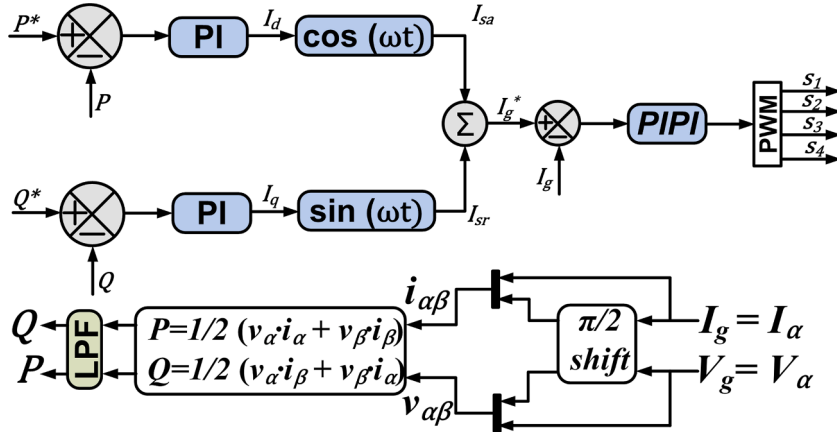 P* PI I_d cos (ωt) I_sa
P
Σ I_g* PIPI PWM S_1
S_2
S_3
S_4
I_g
Q* PI I_q sin (ωt) I_sr
Q
i_αβ
Q LPF P=1/2 (v_α·i_α + v_β·i_β) π/2 I_g = I_α
P Q=1/2 (v_α·i_β + v_β·i_α) shift V_g = V_α
v_αβ